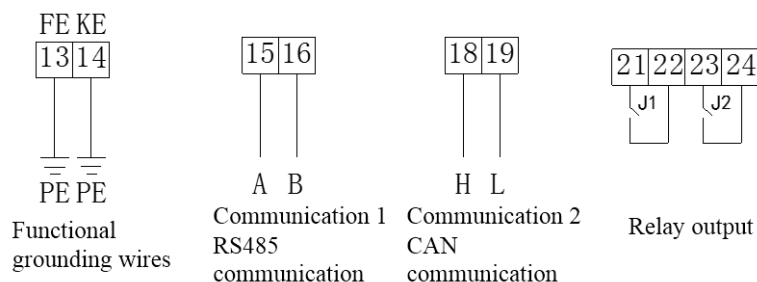 FE KE
13 14
PE PE
Functional
grounding wires
15 16
A B
Communication 1
RS485
communication
18 19
H L
Communication 2
CAN
communication
21 22 23 24
J1 J2
Relay output